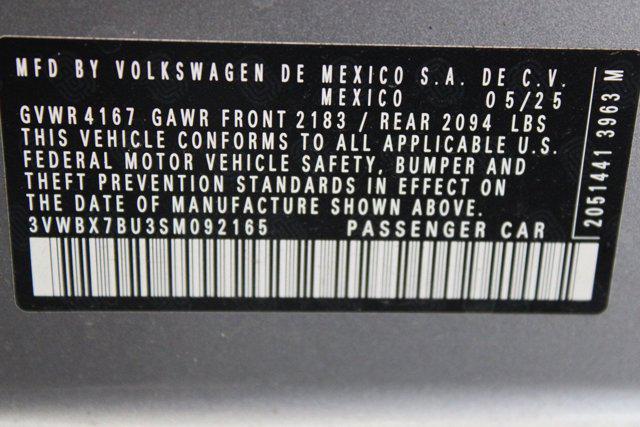 MFD BY VOLKSWAGEN DE MEXICO S.A. DE C.V.
MEXICO 05/25
GVWR 4167 GAWR FRONT 2183 / REAR 2094 LBS
THIS VEHICLE CONFORMS TO ALL APPLICABLE U.S.
FEDERAL MOTOR VEHICLE SAFETY, BUMPER AND
THEFT PREVENTION STANDARDS IN EFFECT ON
THE DATE OF MANUFACTURE SHOWN ABOVE.
3VWBX7BU3SM092165 PASSENGER CAR
2051441 3963 M